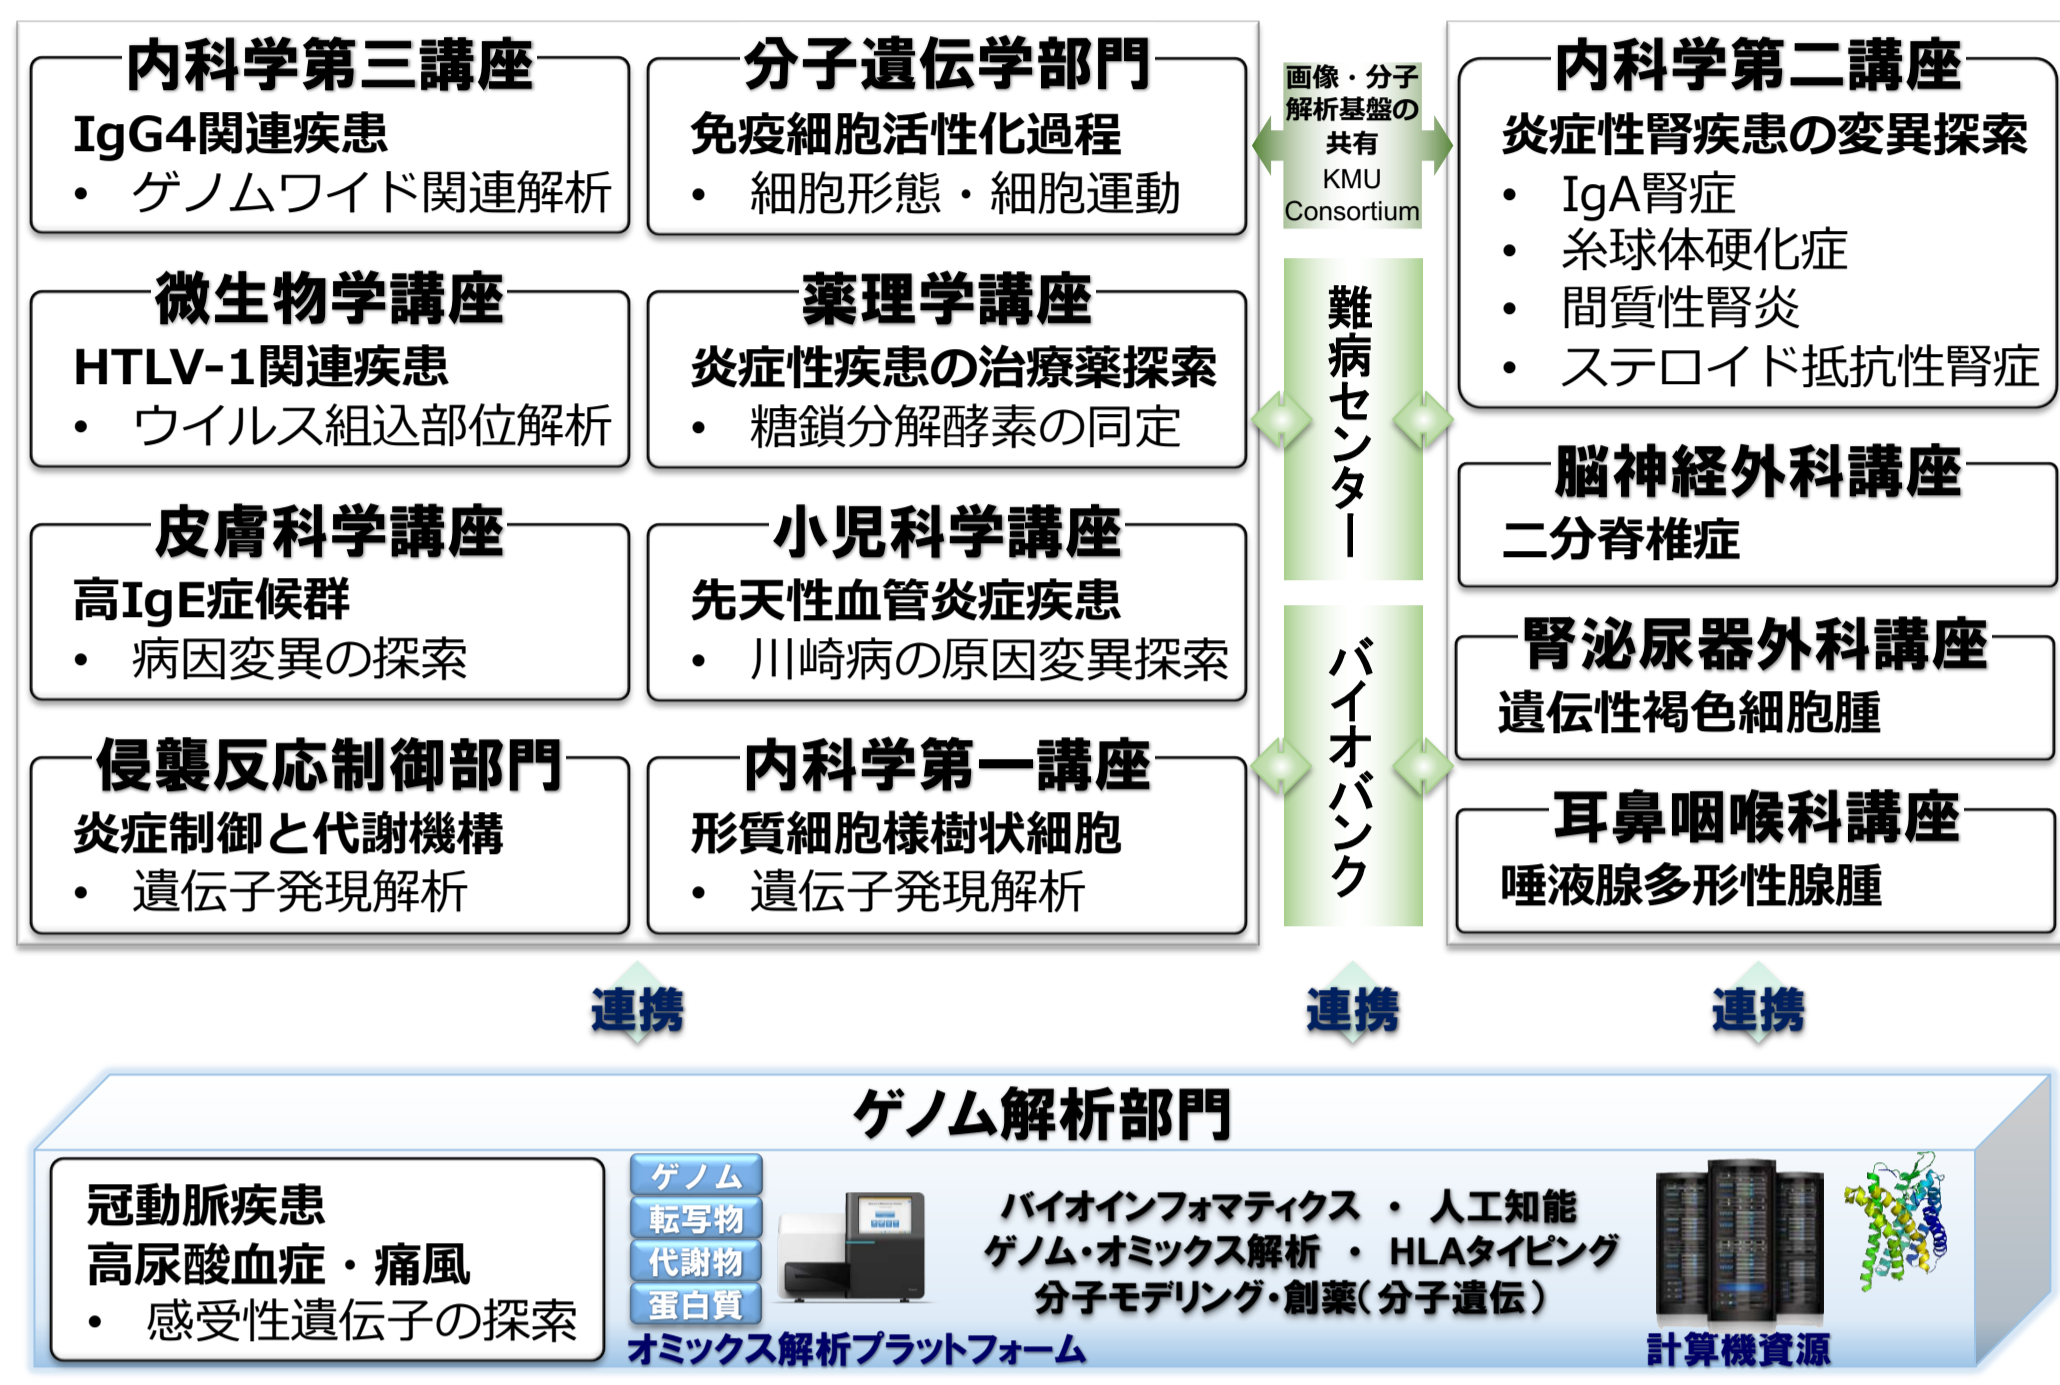 内科学第三講座
IgG4関連疾患
• ゲノムワイド関連解析
分子遺伝学部門
免疫細胞活性化過程
• 細胞形態・細胞運動
微生物学講座
HTLV-1関連疾患
• ウイルス組込部位解析
薬理学講座
炎症性疾患の治療薬探索
• 糖鎖分解酵素の同定
皮膚科学講座
高IgE症候群
• 病因変異の探索
小児科学講座
先天性血管炎症疾患
• 川崎病の原因変異探索
侵襲反応制御部門
炎症制御と代謝機構
• 遺伝子発現解析
内科学第一講座
形質細胞様樹状細胞
• 遺伝子発現解析
画像・分子
解析基盤の
共有
KMU
Consortium
難病センター
バイオバンク
内科学第二講座
炎症性腎疾患の変異探索
• IgA腎症
• 糸球体硬化症
• 間質性腎炎
• ステロイド抵抗性腎症
脳神経外科講座
二分脊椎症
腎泌尿器外科講座
遺伝性褐色細胞腫
耳鼻咽喉科講座
唾液腺多形性腺腫
連携
連携
連携
ゲノム解析部門
冠動脈疾患
高尿酸血症・痛風
• 感受性遺伝子の探索
ゲノム
転写物
代謝物
蛋白質
オミックス解析プラットフォーム
バイオインフォマティクス ・ 人工知能
ゲノム・オミックス解析 ・ HLAタイピング
分子モデリング・創薬(分子遺伝)
計算機資源